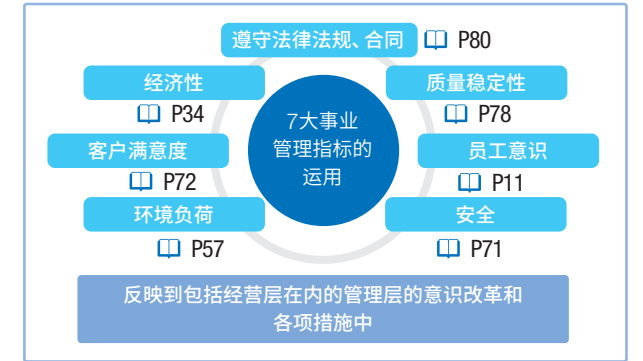 遵守法律法规、合同 P80
经济性
P34
质量稳定性
P78
7大事业
管理指标的
运用
客户满意度
P72
员工意识
P11
环境负荷
P57
安全
P71
反映到包括经营层在内的管理层的意识改革和
各项措施中